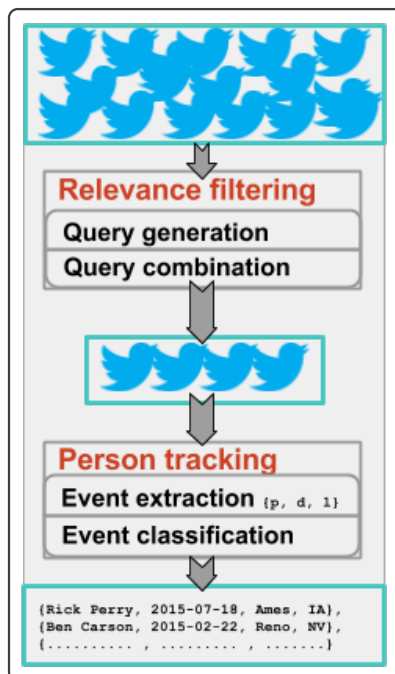 Relevance filtering
Query generation
Query combination
Person tracking
Event extraction {p, d, l}
Event classification
{Rick Perry, 2015-07-18, Ames, IA},
{Ben Carson, 2015-02-22, Reno, NV},
{.......... , ......... , .......}